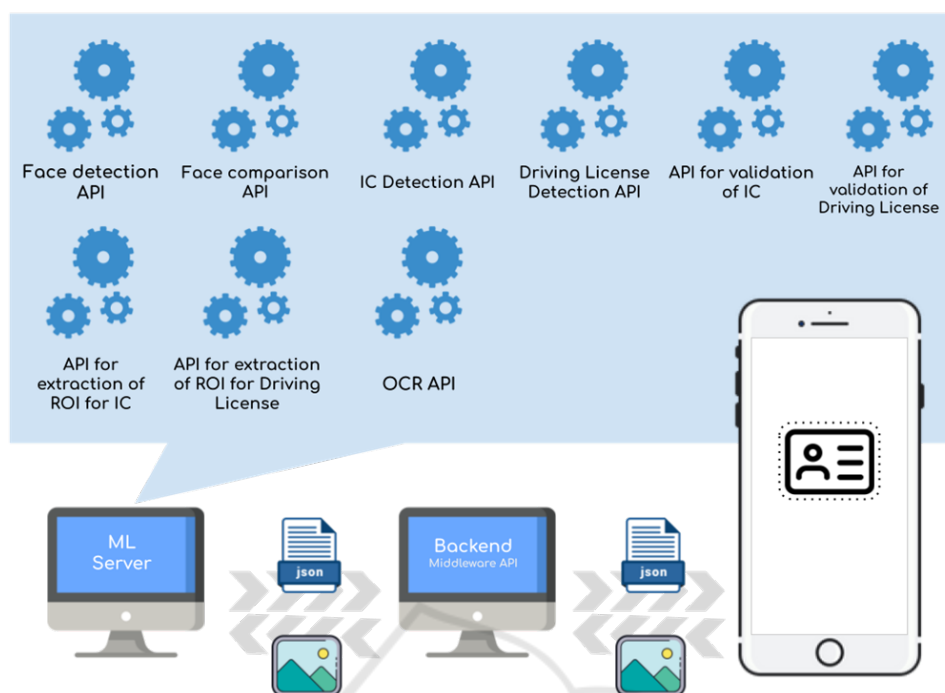 Face detection
API
Face comparison
API
IC Detection API
Driving License
Detection API
API for validation
of IC
API for
validation of
Driving License
API for
extraction of
ROI for IC
API for extraction
of ROI for Driving
License
OCR API
ML
Server
json
Backend
Middleware API
json